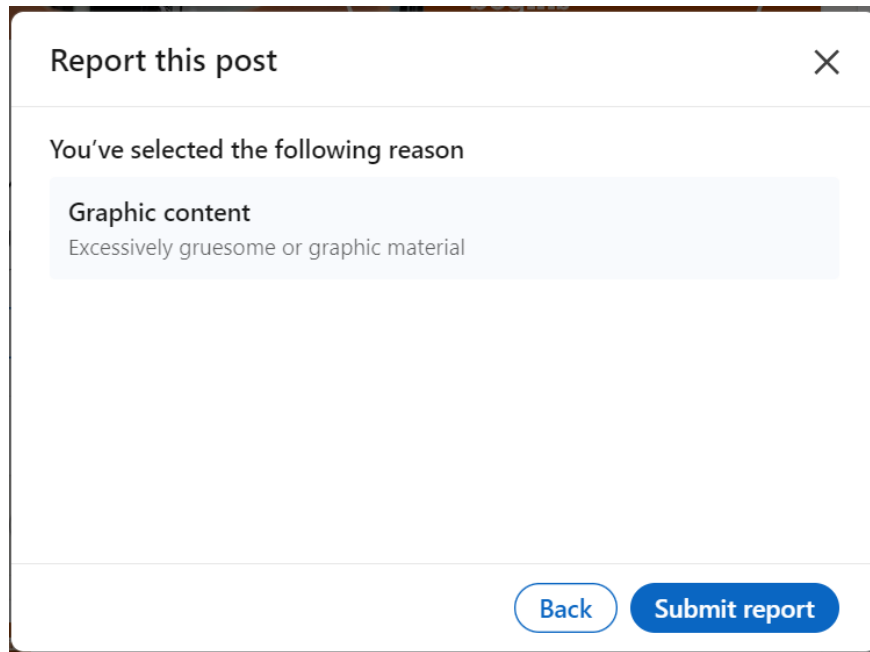 Report this post
You've selected the following reason
Graphic content
Excessively gruesome or graphic material
Back
Submit report